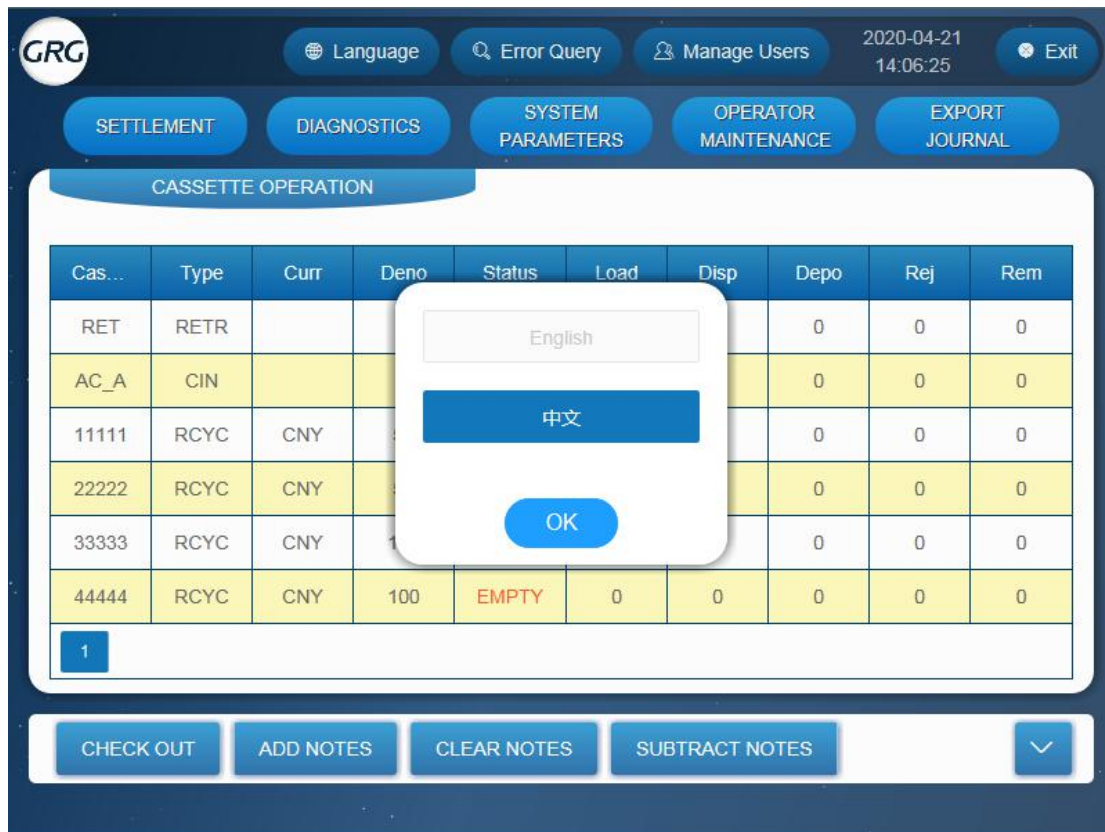 GRG
Language
Error Query
Manage Users
2020-04-21
14:06:25
Exit
SETTLEMENT
DIAGNOSTICS
SYSTEM
PARAMETERS
OPERATOR
MAINTENANCE
EXPORT
JOURNAL
CASSETTE OPERATION
Cas... Type Curr Deno Status Load Disp Depo Rej Rem
RET RETR 0 0 0
AC_A CIN 0 0 0
11111 RCYC CNY 0 0 0
22222 RCYC CNY 0 0 0
33333 RCYC CNY 0 0 0
44444 RCYC CNY 100 EMPTY 0 0 0 0 0
English
中文
OK
1
CHECK OUT
ADD NOTES
CLEAR NOTES
SUBTRACT NOTES